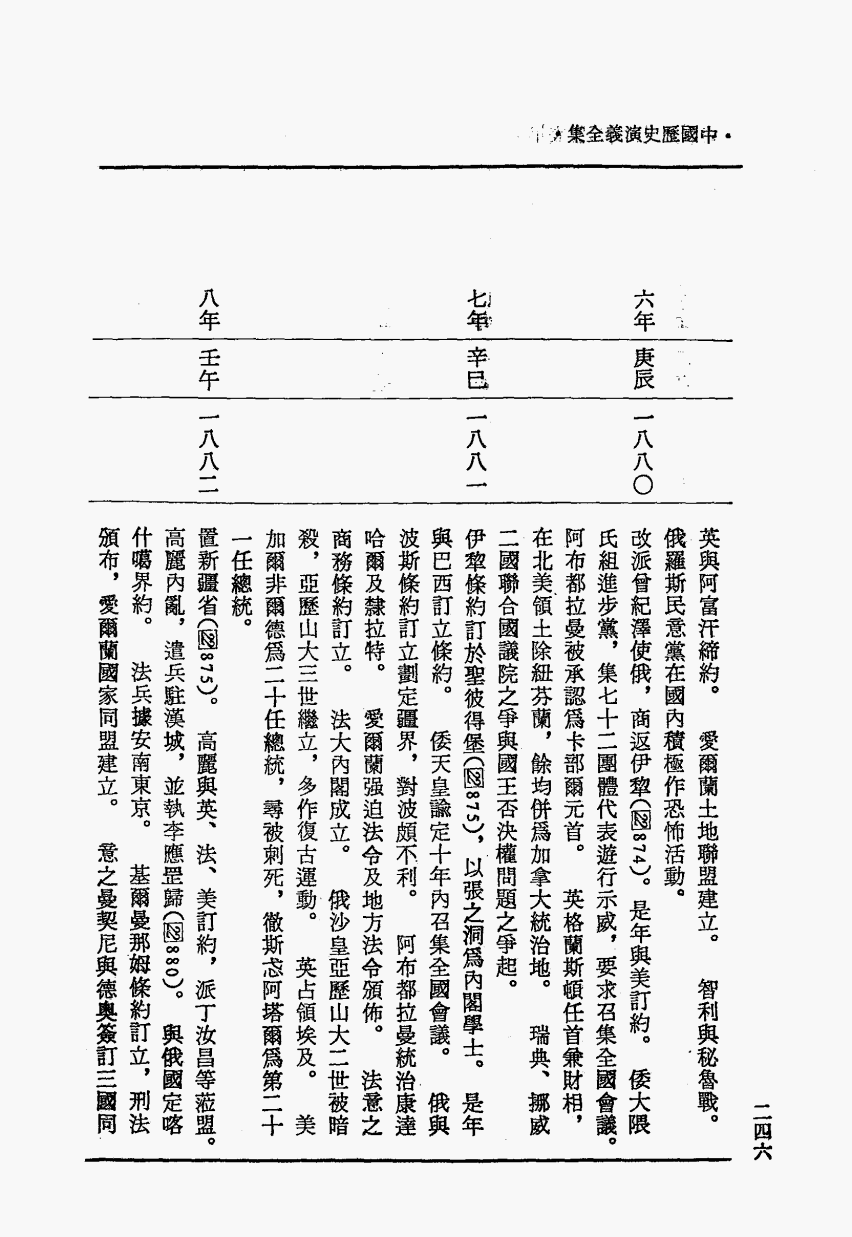 •中國歷史演義全集•
英與阿富汗締約。　愛爾蘭土地聯盟建立。　智利與秘魯戰。
俄羅斯民意黨在國內積極作恐怖活動。
六年　庚辰　一八八〇　改派曾紀澤使俄，商返伊犂(図874)。是年與美訂約。　倭大隈
氏組進步黨，集七十二團體代表遊行示威，要求召集全國會議。
阿布都拉曼被承認爲卡部爾元首。　英格蘭斯頓任首兼財相，
在北美領土除紐芬蘭，餘均併爲加拿大統治地。　瑞典、挪威
二國聯合國議院之爭與國王否決權問題之爭起。
七年　辛巳　一八八一　伊犂條約訂於聖彼得堡(図875)，以張之洞爲內閣學士。　是年
與巴西訂立條約。　倭天皇諭定十年內召集全國會議。　俄與
波斯條約訂立劃定疆界，對波頗不利。　阿布都拉曼統治康達
哈爾及隸拉特。　愛爾蘭强迫法令及地方法令頒佈。　法意之
商務條約訂立。　法大內閣成立。　俄沙皇亞歷山大二世被暗
殺，亞歷山大三世繼立，多作復古運動。　英占領埃及。　美
加爾非爾德爲二十任總統，尋被刺死，徹斯忒阿塔爾爲第二十
一任總統。
八年　壬午　一八八二　置新疆省(図875)。　高麗與英、法、美訂約，派丁汝昌等蒞盟。
高麗內亂，遣兵駐漢城，並執李應罡歸(図880)。　與俄國定喀
什噶界約。　法兵據安南東京。　基爾曼那姆條約訂立，刑法
頒布，愛爾蘭國家同盟建立。　意之曼契尼與德奧簽訂三國同
二四六